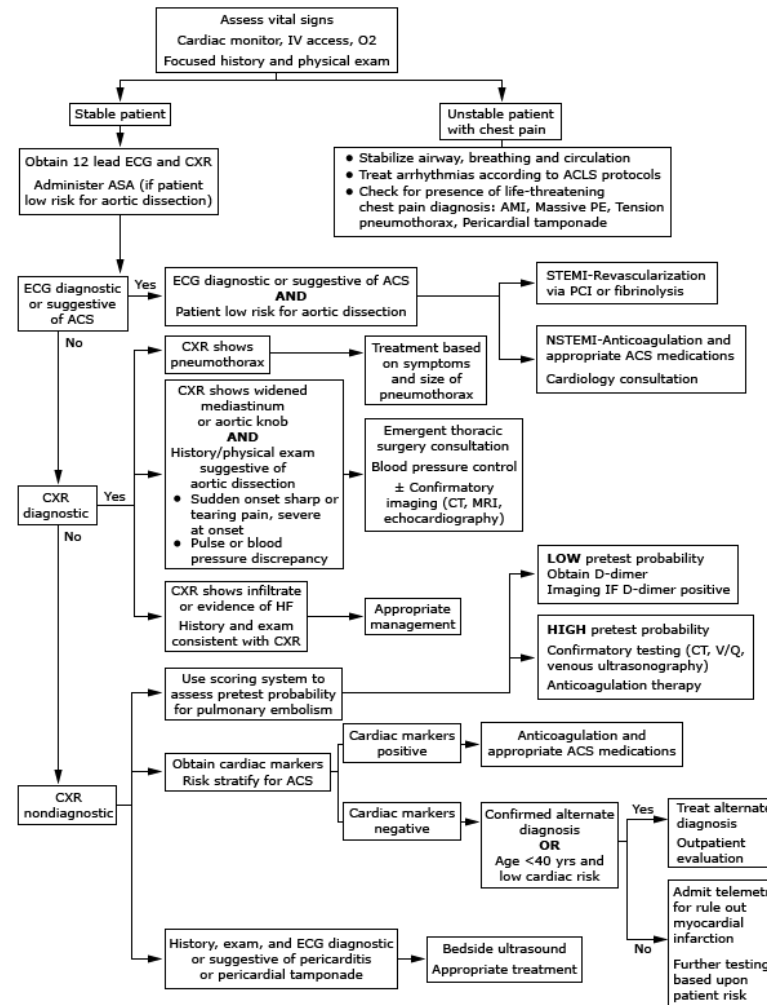 Assess vital signs
Cardiac monitor, IV access, O2
Focused history and physical exam
Stable patient
Unstable patient
with chest pain
Obtain 12 lead ECG and CXR
Administer ASA (if patient
low risk for aortic dissection)
● Stabilize airway, breathing and circulation
● Treat arrhythmias according to ACLS protocols
● Check for presence of life-threatening
chest pain diagnosis: AMI, Massive PE, Tension
pneumothorax, Pericardial tamponade
ECG diagnostic
or suggestive
of ACS
Yes
No
ECG diagnostic or suggestive of ACS
AND
Patient low risk for aortic dissection
STEMI-Revascularization
via PCI or fibrinolysis
NSTEMI-Anticoagulation and
appropriate ACS medications
Cardiology consultation
CXR shows
pneumothorax
Treatment based
on symptoms
and size of
pneumothorax
CXR shows widened
mediastinum
or aortic knob
AND
History/physical exam
suggestive of
aortic dissection
● Sudden onset sharp or
tearing pain, severe
at onset
● Pulse or blood
pressure discrepancy
Emergent thoracic
surgery consultation
Blood pressure control
± Confirmatory
imaging (CT, MRI,
echocardiography)
CXR
diagnostic
Yes
No
CXR shows infiltrate
or evidence of HF
History and exam
consistent with CXR
Appropriate
management
LOW pretest probability
Obtain D-dimer
Imaging IF D-dimer positive
HIGH pretest probability
Confirmatory testing (CT, V/Q,
venous ultrasonography)
Anticoagulation therapy
Use scoring system to
assess pretest probability
for pulmonary embolism
CXR
nondiagnostic
Obtain cardiac markers
Risk stratify for ACS
Cardiac markers
positive
Anticoagulation and
appropriate ACS medications
Cardiac markers
negative
Confirmed alternate
diagnosis
OR
Age <40 yrs and
low cardiac risk
Yes
Treat alternate
diagnosis
Outpatient
evaluation
No
Admit telemet
for rule out
myocardial
infarction
Further testing
based upon
patient risk
History, exam, and ECG diagnostic
or suggestive of pericarditis
or pericardial tamponade
Bedside ultrasound
Appropriate treatment